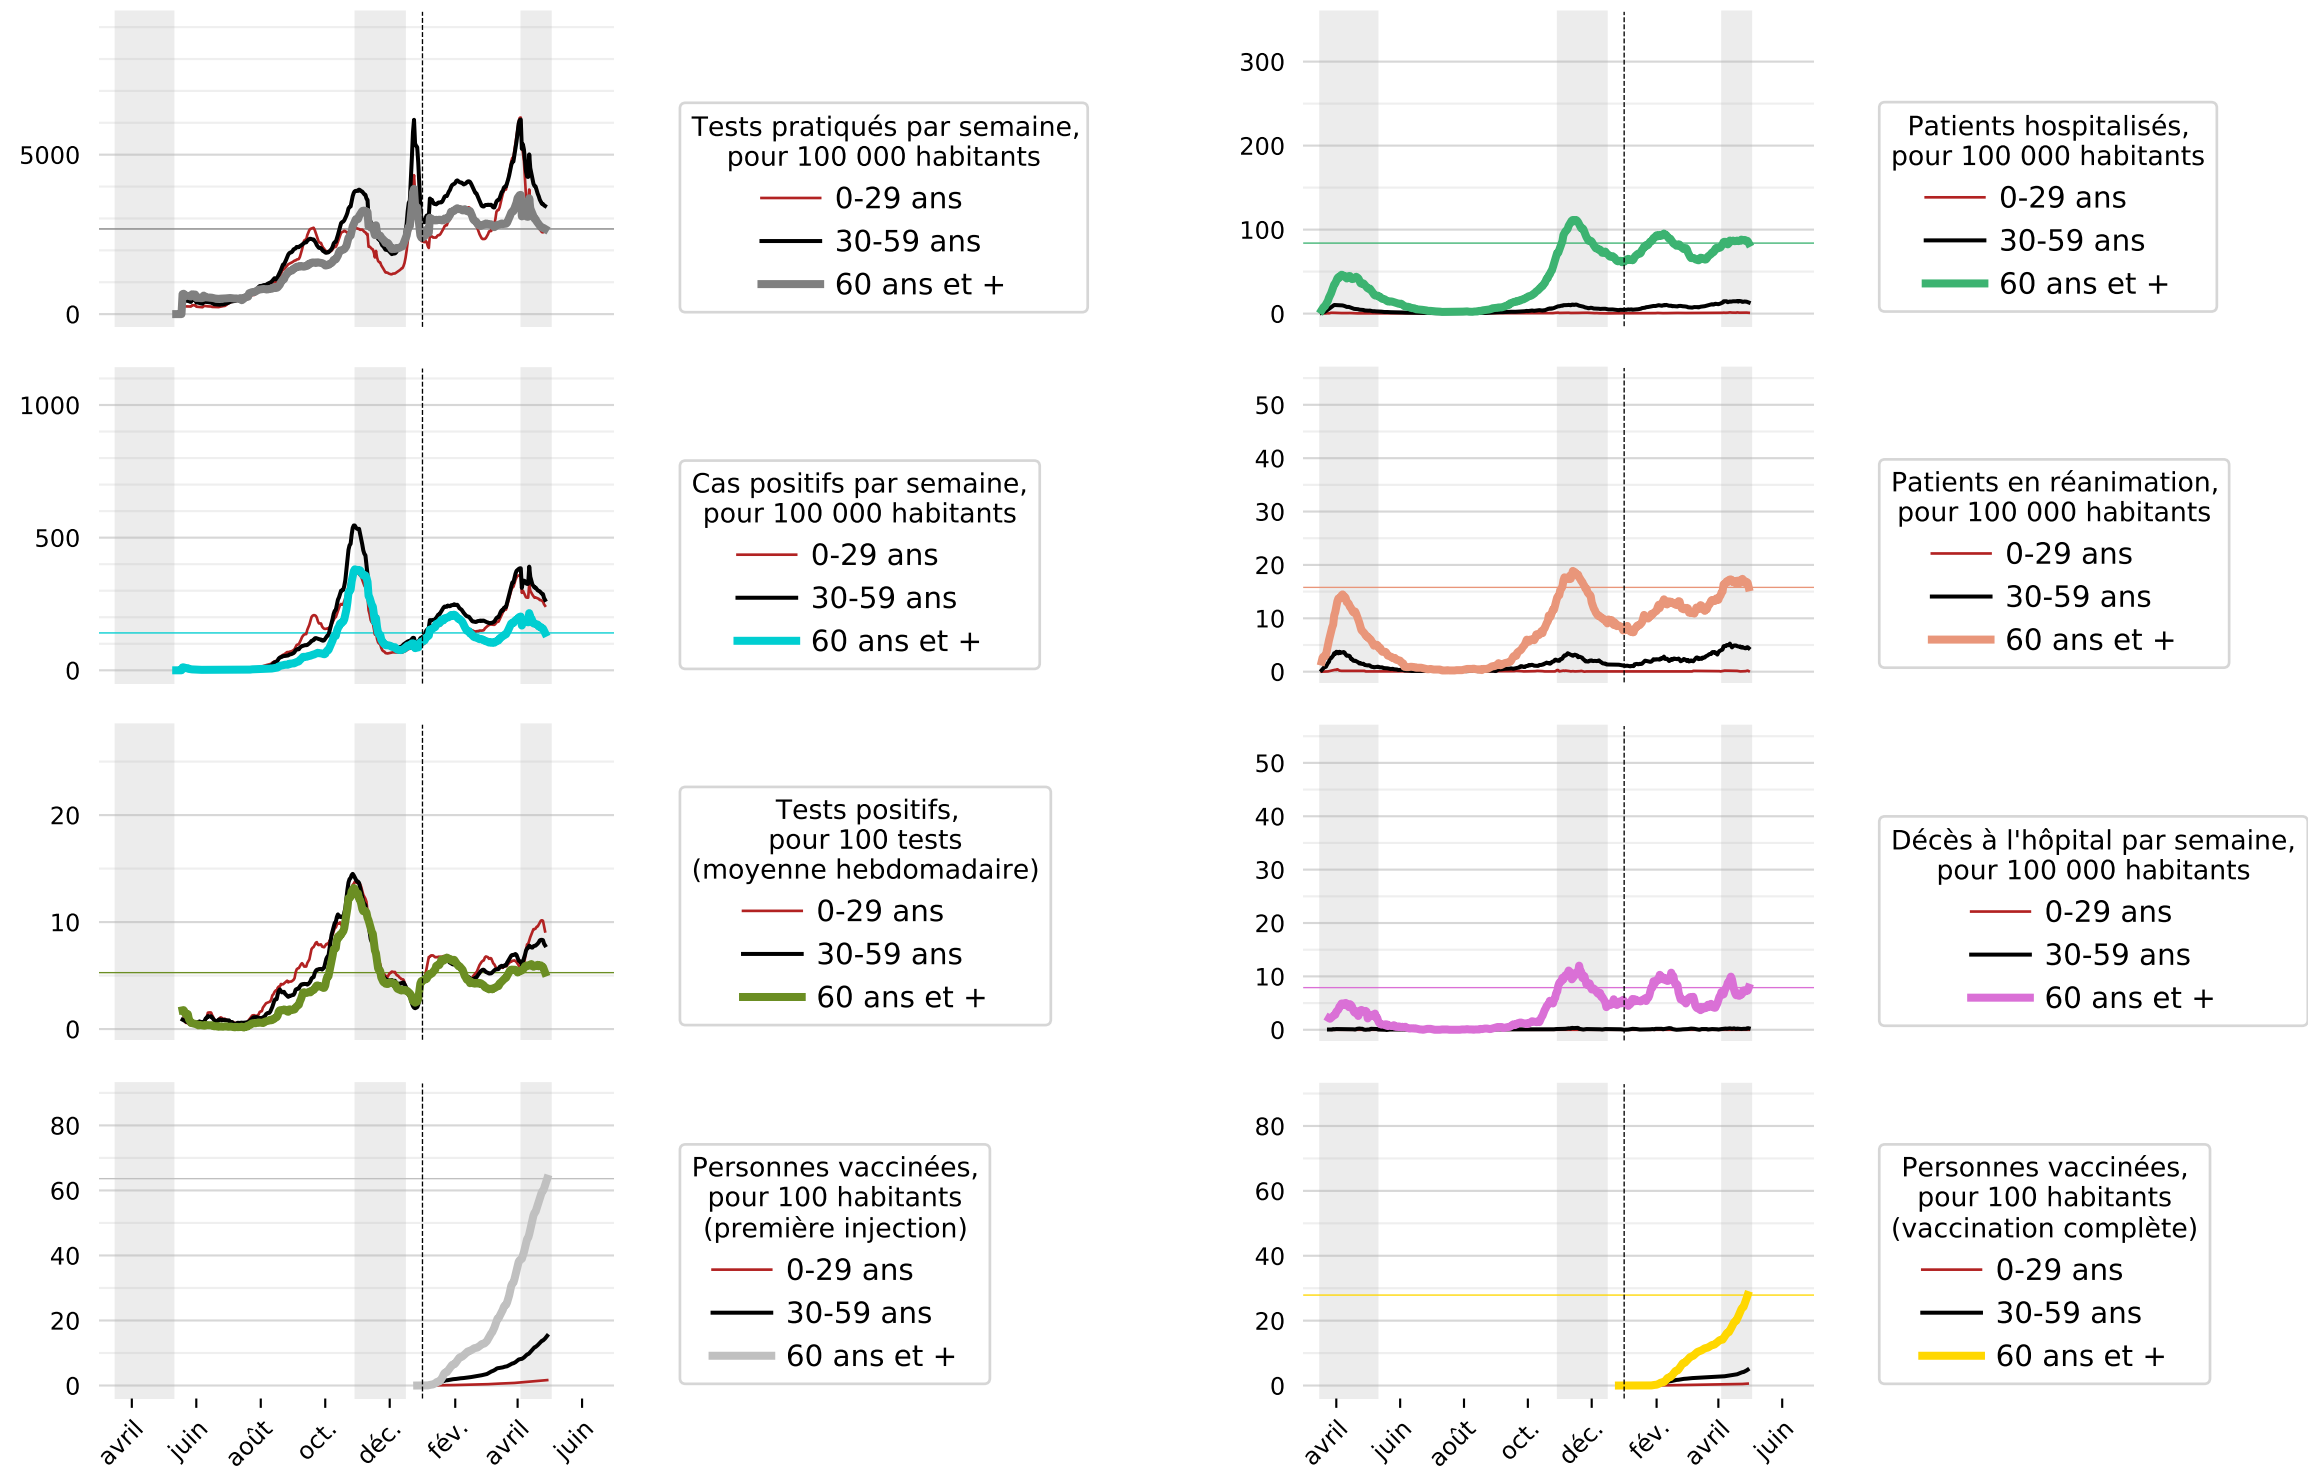 5000
0
Tests pratiqués par semaine,
pour 100 000 habitants
0-29 ans
30-59 ans
60 ans et +
300
200
100
0
Patients hospitalisés,
pour 100 000 habitants
0-29 ans
30-59 ans
60 ans et +
1000
500
0
Cas positifs par semaine,
pour 100 000 habitants
0-29 ans
30-59 ans
60 ans et +
50
40
30
20
10
0
Patients en réanimation,
pour 100 000 habitants
0-29 ans
30-59 ans
60 ans et +
20
10
0
Tests positifs,
pour 100 tests
(moyenne hebdomadaire)
0-29 ans
30-59 ans
60 ans et +
50
40
30
20
10
0
Décès à l'hôpital par semaine,
pour 100 000 habitants
0-29 ans
30-59 ans
60 ans et +
80
60
40
20
0
avril
juin
août
oct.
déc.
fév.
avril
juin
Personnes vaccinées,
pour 100 habitants
(première injection)
0-29 ans
30-59 ans
60 ans et +
80
60
40
20
0
avril
juin
août
oct.
déc.
fév.
avril
juin
Personnes vaccinées,
pour 100 habitants
(vaccination complète)
0-29 ans
30-59 ans
60 ans et +